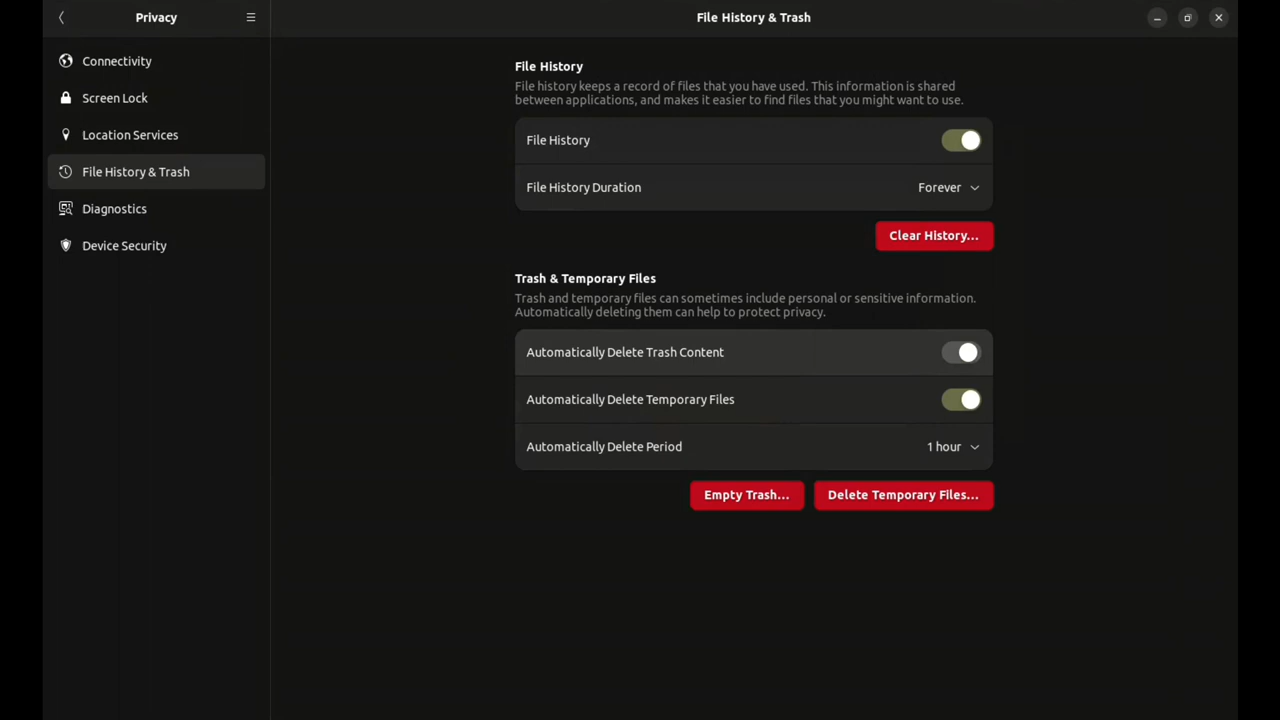 Privacy
File History & Trash
Connectivity
Screen Lock
Location Services
File History & Trash
Diagnostics
Device Security
File History
File history keeps a record of files that you have used. This information is shared
between applications, and makes it easier to find files that you might want to use.
File History
File History Duration
Forever
Clear History...
Trash & Temporary Files
Trash and temporary files can sometimes include personal or sensitive information.
Automatically deleting them can help to protect privacy.
Automatically Delete Trash Content
Automatically Delete Temporary Files
Automatically Delete Period
1 hour
Empty Trash...
Delete Temporary Files...